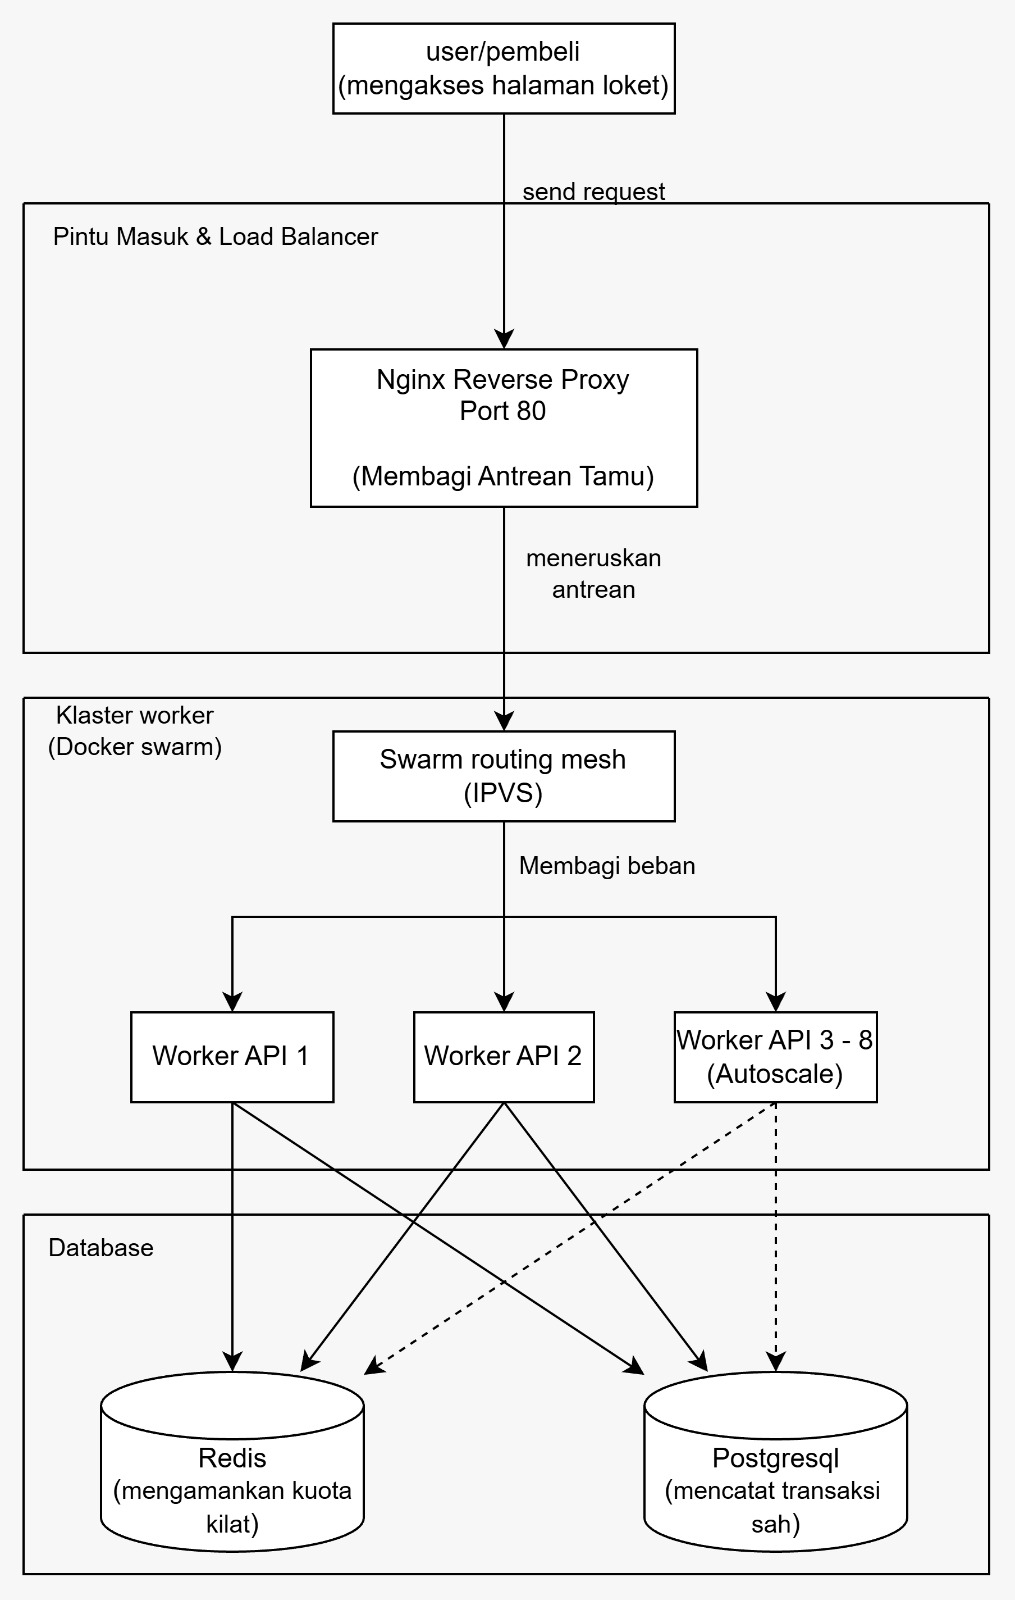 user/pembeli
(mengakses halaman loket)
send request
Pintu Masuk & Load Balancer
Nginx Reverse Proxy
Port 80
(Membagi Antrean Tamu)
meneruskan
antrean
Klaster worker
(Docker swarm)
Swarm routing mesh
(IPVS)
Membagi beban
Worker API 1
Worker API 2
Worker API 3 - 8
(Autoscale)
Database
Redis
(mengamankan kuota
kilat)
Postgresql
(mencatat transaksi
sah)